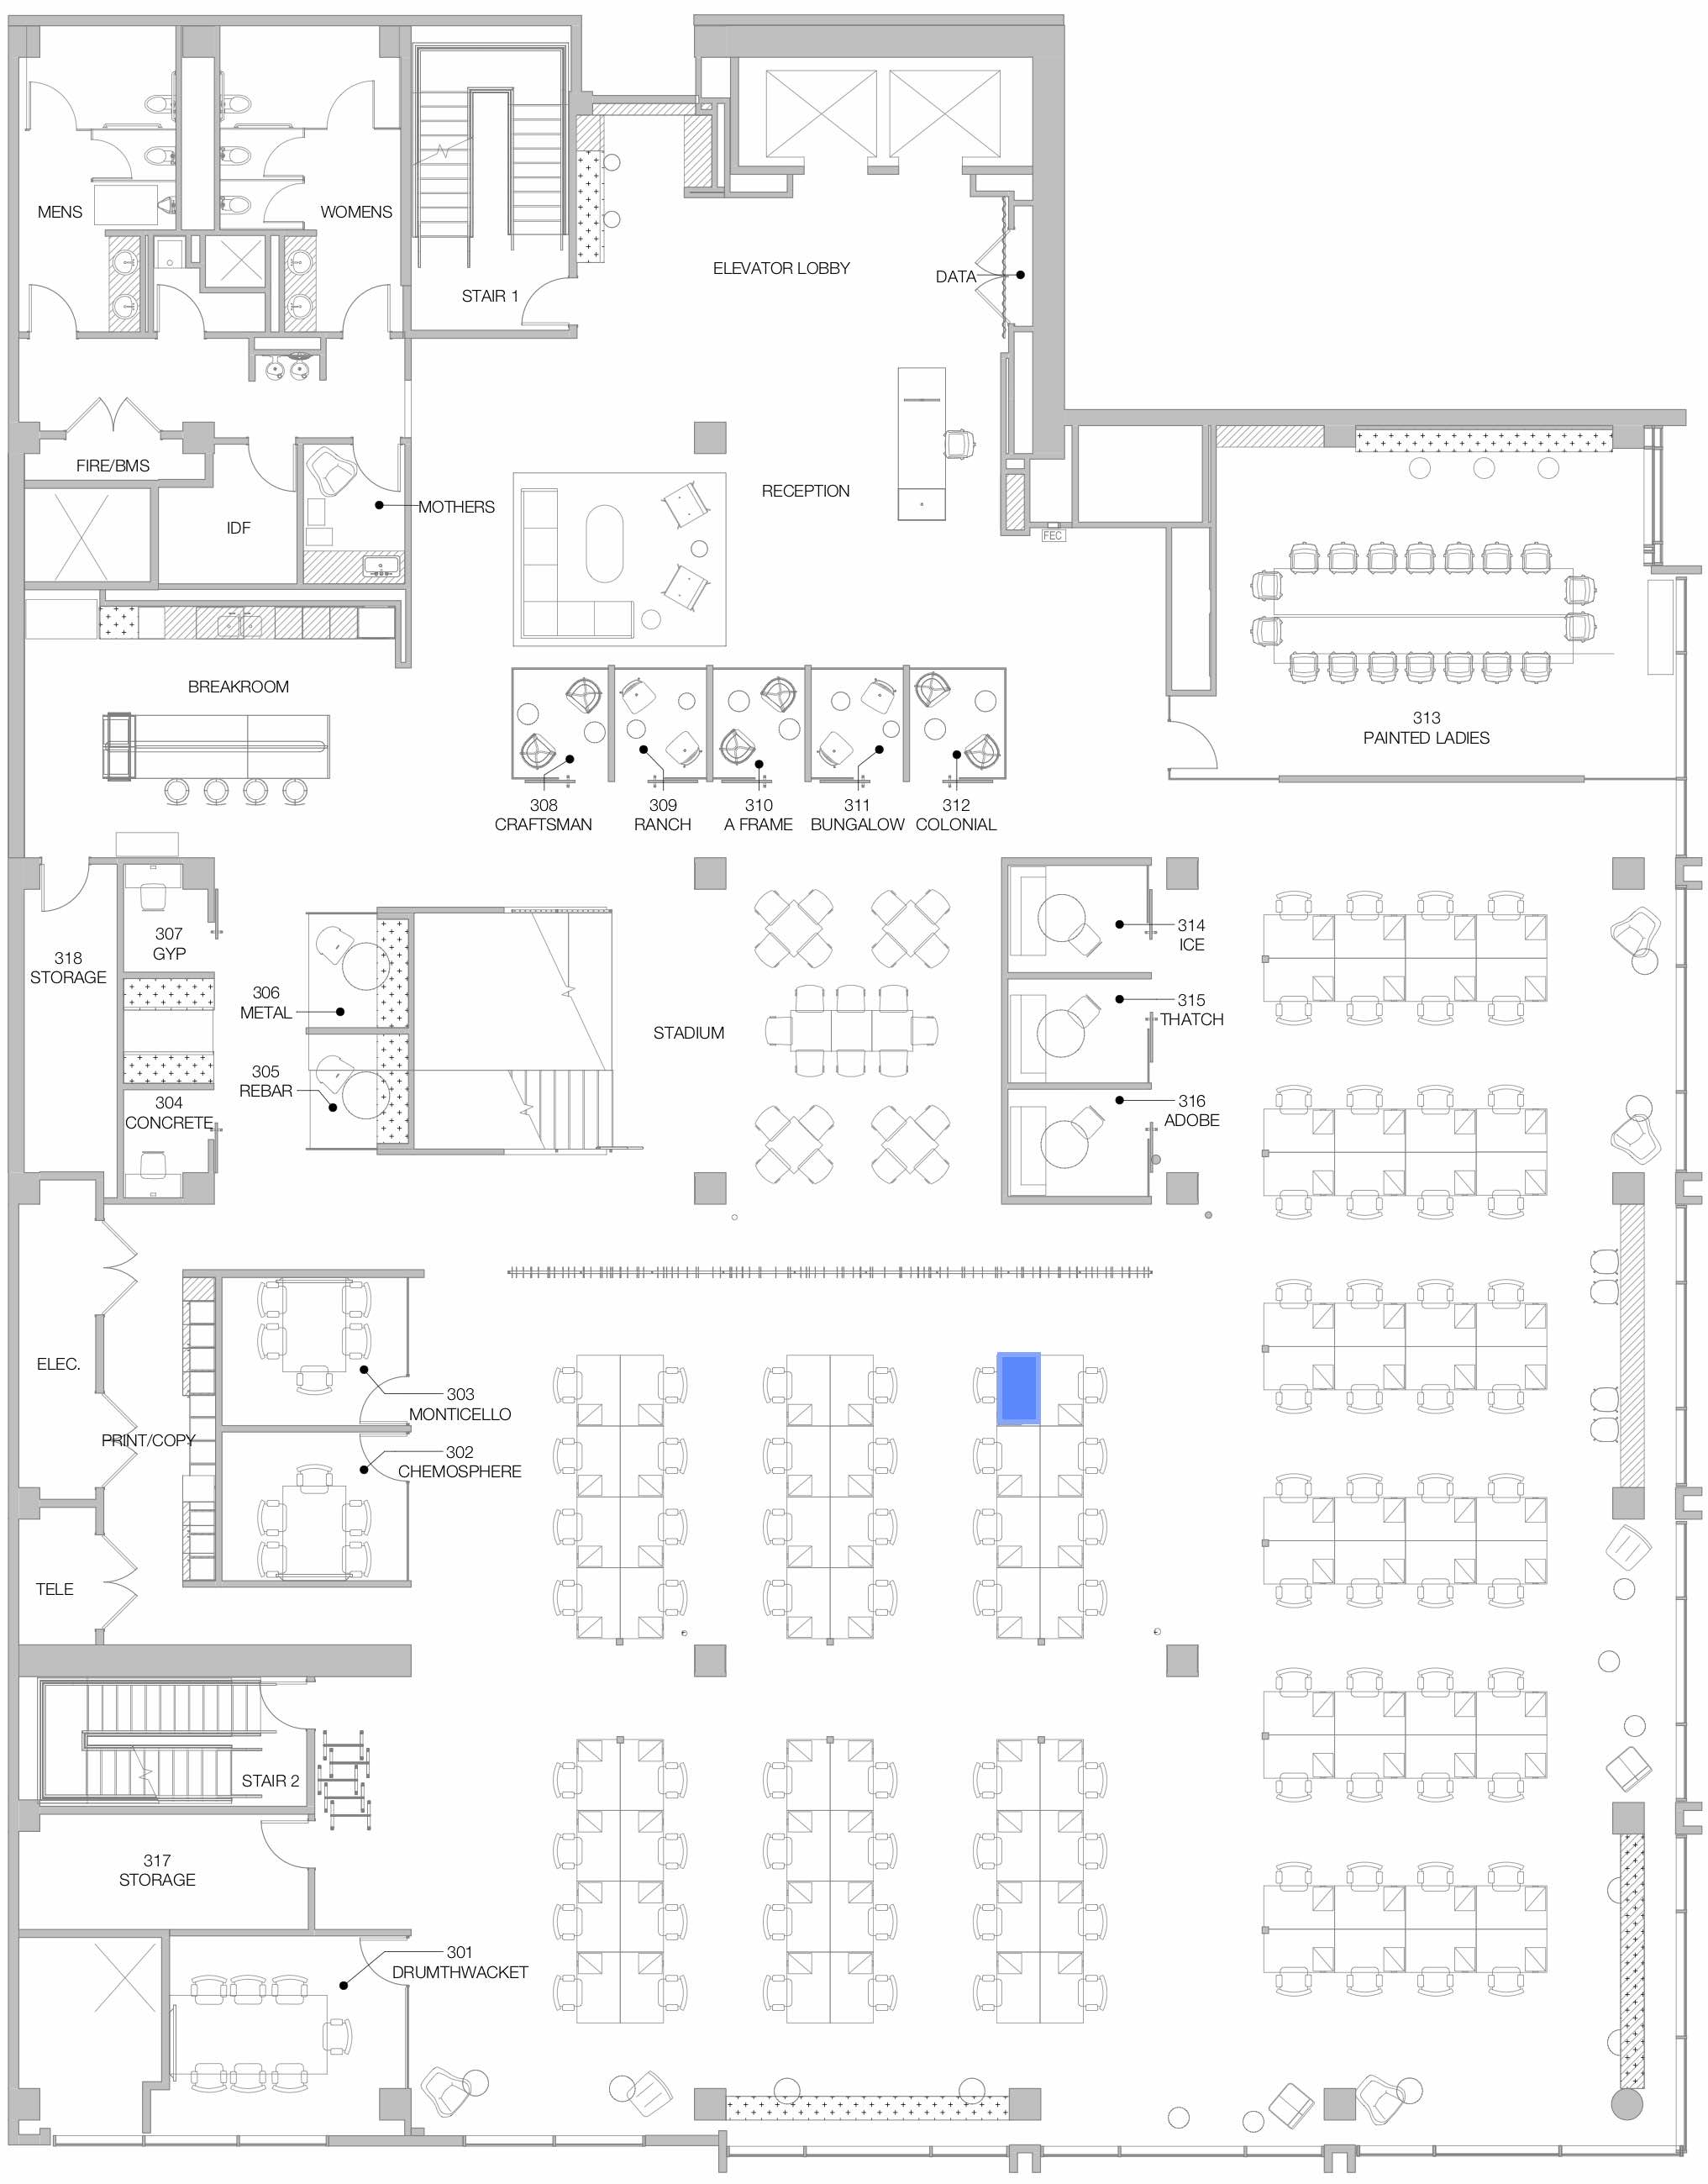 MENS
WOMENS
STAIR 1
ELEVATOR LOBBY
DATA
FIRE/BMS
IDF
MOTHERS
RECEPTION
FEC
BREAKROOM
313
PAINTED LADIES
308
CRAFTSMAN
309
RANCH
310
A FRAME
311
BUNGALOW
312
COLONIAL
307
GYP
318
STORAGE
306
METAL
305
REBAR
304
CONCRETE
STADIUM
314
ICE
315
THATCH
316
ADOBE
ELEC.
303
MONTICELLO
PRINT/COPY
302
CHEMOSPHERE
TELE
STAIR 2
317
STORAGE
301
DRUMTHWACKET